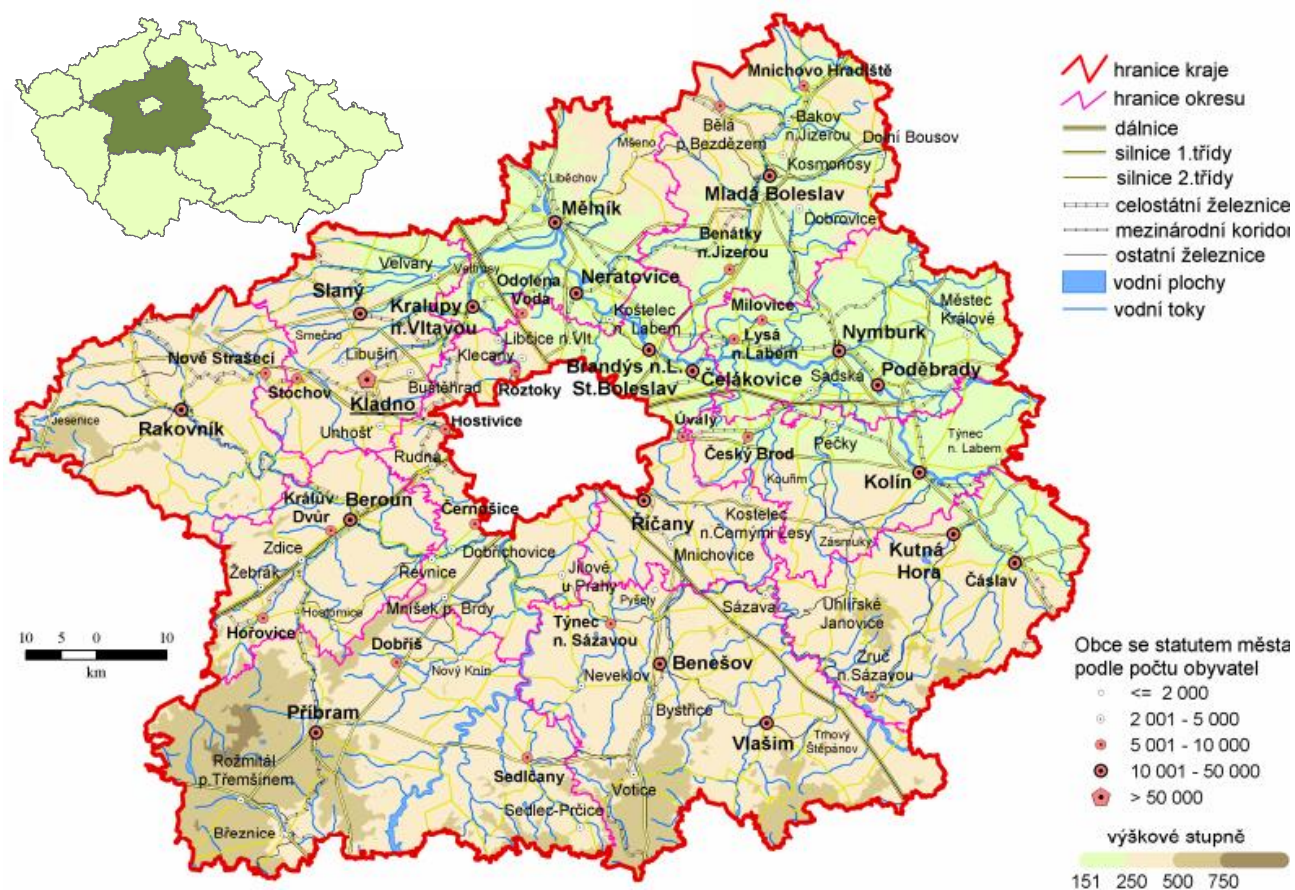 Mnichovo Hradiště
Bělá
p.Bezdězem
Bakov
n.Jizerou
Dolní Bousov
Mšeno
Kosmonosy
Liběchov
Mladá Boleslav
Mělník
Dobrovice
Benátky
n.Jizerou
Velvary
Veltrusy
Odolena
Voda
Neratovice
Slaný
Kralupy
n.Vltavou
Kostelec
n. Labem
Milovice
Městec
Králové
Smečno
Libčice n.Vlt.
Lysá
n.Labem
Nymburk
Nové Strašecí
Libušín
Klecany
Buštěhrad
Roztoky
Brandýs n.L.
St.Boleslav
Čelákovice
Sadská
Poděbrady
Stochov
Kladno
Jesenice
Rakovník
Unhošť
Hostivice
Úvaly
Pečky
Týnec
n. Labem
Rudná
Český Brod
Kouřim
Kolín
Králův
Dvůr
Beroun
Černošice
Říčany
Kostelec
n.Černými lesy
Zásmuky
Kutná
Hora
Zdice
Dobřichovice
Mnichovice
Čáslav
Žebrák
Řevnice
Jílové
u Prahy
Pyšely
Sázava
Uhlířské
Janovice
Hostomice
Mníšek p. Brdy
Hořovice
Dobříš
Týnec
n. Sázavou
Nový Knín
Benešov
Neveklov
Zruč
n.Sázavou
Příbram
Bystřice
Vlašim
Trhový
Štěpánov
Rožmitál
p.Třemšínem
Sedlčany
Votice
Sedlec-Prčice
Březnice
10 5 0 10
km
hranice kraje
hranice okresu
dálnice
silnice 1.třídy
silnice 2.třídy
celostátní železnice
mezinárodní koridor
ostatní železnice
vodní plochy
vodní toky
Obce se statutem města
podle počtu obyvatel
<= 2 000
2 001 - 5 000
5 001 - 10 000
10 001 - 50 000
> 50 000
výškové stupně
151 250 500 750